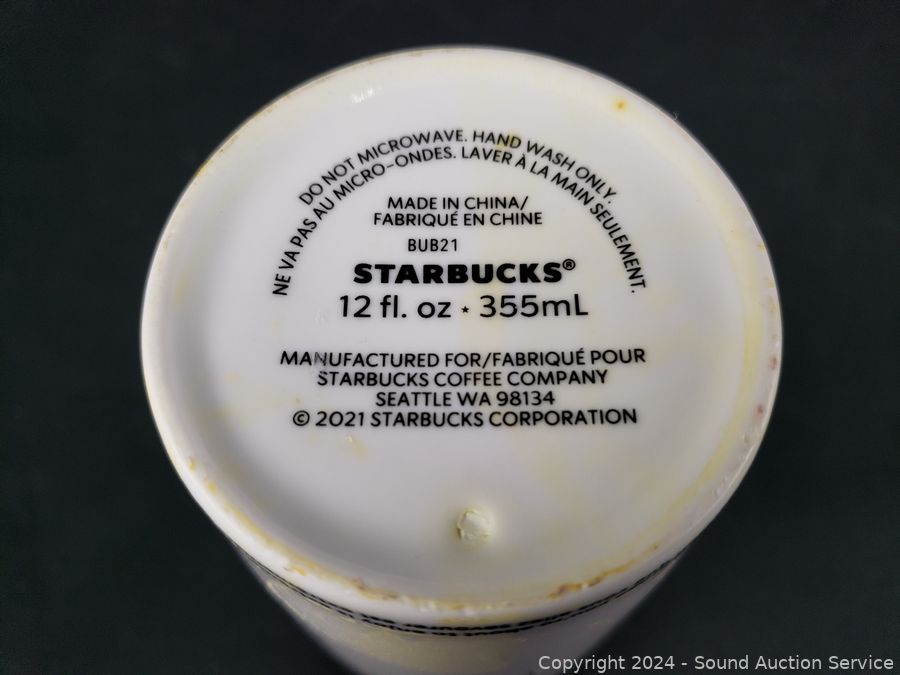 DO NOT MICROWAVE. HAND WASH ONLY.
NE VA PAS AU MICRO-ONDES. LAVER À LA MAIN SEULEMENT.
MADE IN CHINA/
FABRIQUÉ EN CHINE
BUB21
STARBUCKS®
12 fl. oz ⋆ 355mL
MANUFACTURED FOR/FABRIQUÉ POUR
STARBUCKS COFFEE COMPANY
SEATTLE WA 98134
© 2021 STARBUCKS CORPORATION
Copyright 2024 - Sound Auction Service